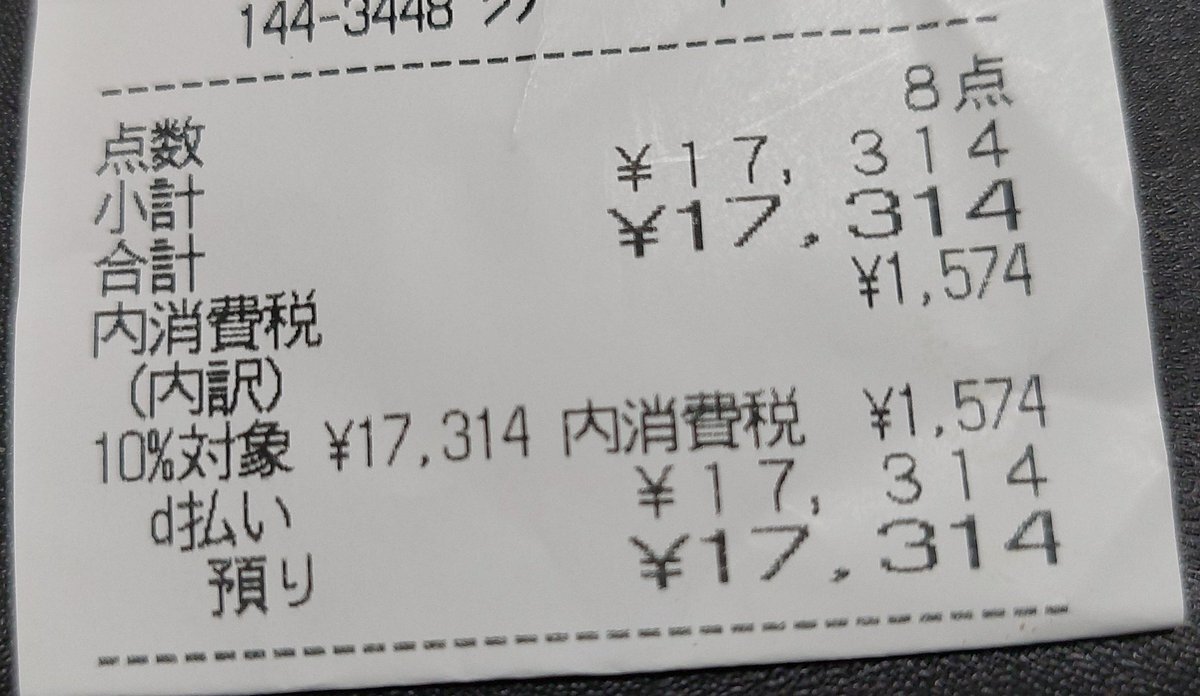 144-3448
点数 8点
小計 ¥17,314
合計 ¥17,314
内消費税 ¥1,574
(内訳)
10%対象 ¥17,314 内消費税 ¥1,574
d払い ¥17,314
預り ¥17,314